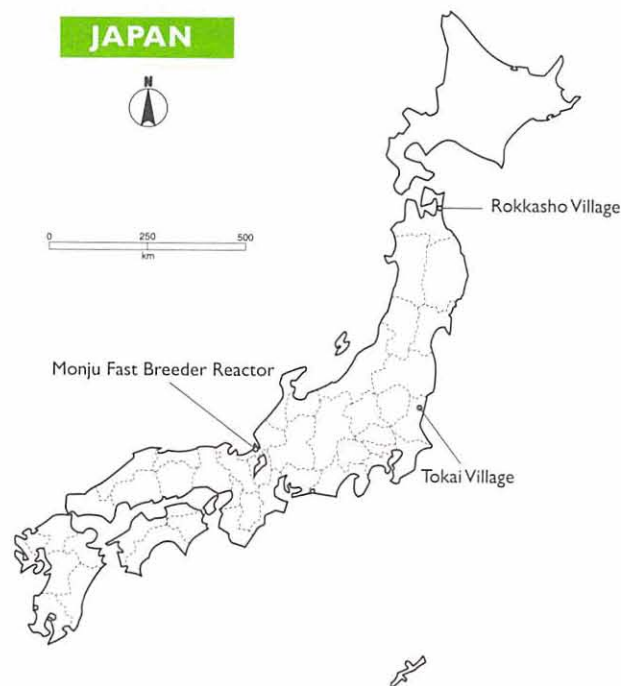 JAPAN
N
Rokkasho Village
0 250 500
km
Monju Fast Breeder Reactor
Tokai Village